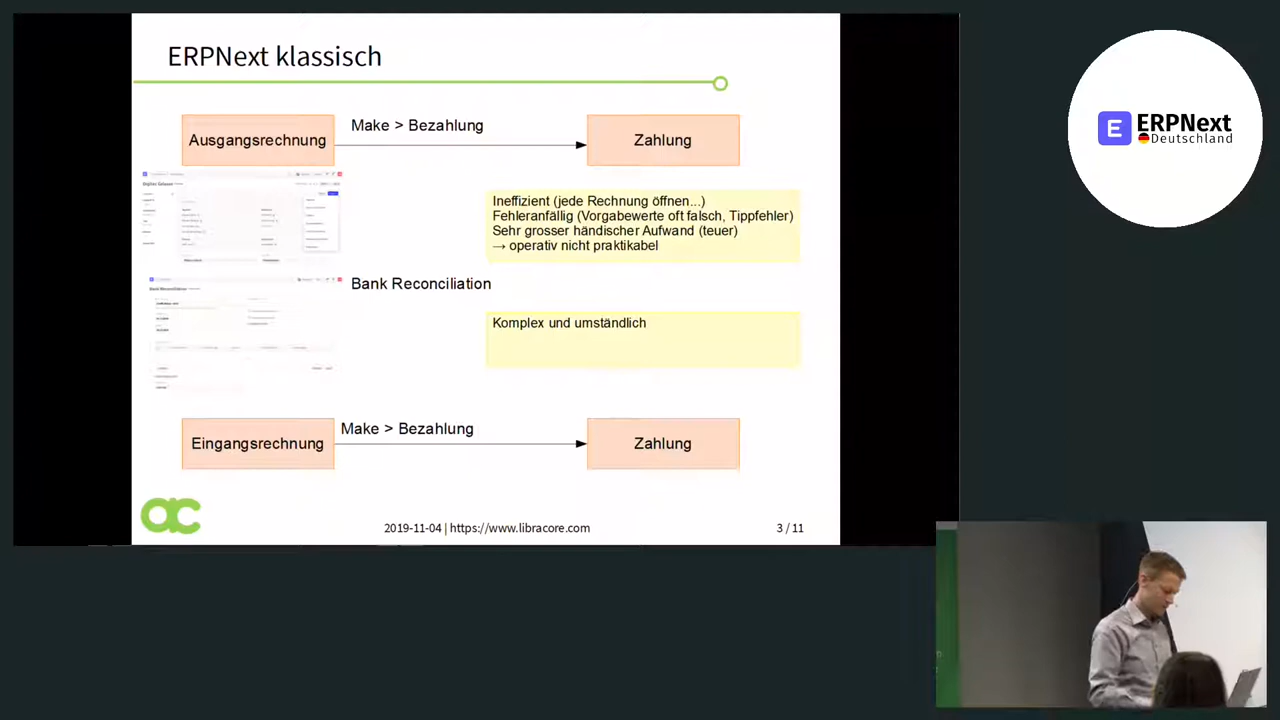 ERPNext klassisch
Ausgangsrechnung
Make > Bezahlung
Zahlung
Ineffizient (jede Rechnung öffnen...)
Fehleranfällig (Vorgabewerte oft falsch, Tippfehler)
Sehr grosser händischer Aufwand (teuer)
→ operativ nicht praktikabel
Bank Reconciliation
Komplex und umständlich
Eingangsrechnung
Make > Bezahlung
Zahlung
2019-11-04 | https://www.libracore.com
3 / 11
E ERPNext
Deutschland